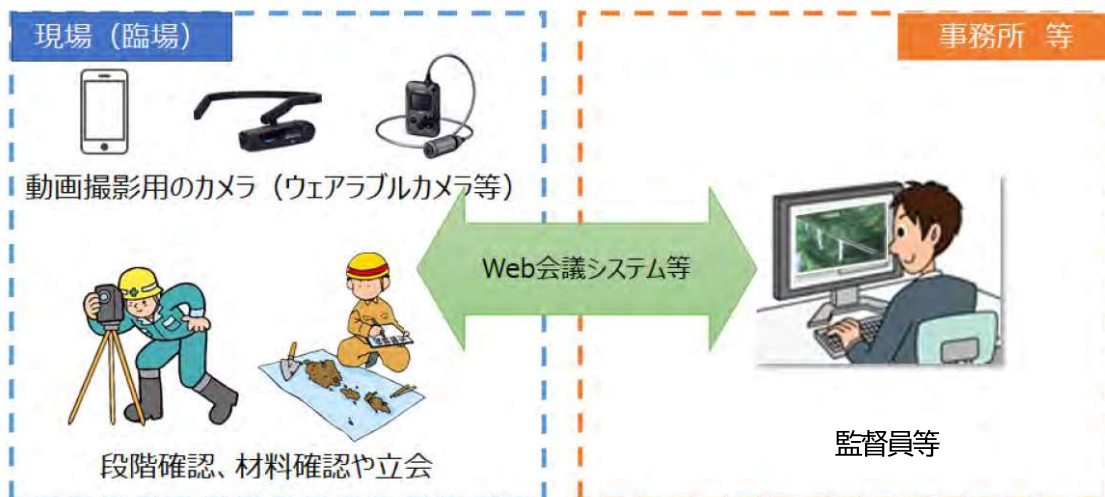 現場（臨場）
事務所 等
動画撮影用のカメラ（ウェアラブルカメラ等）
Web会議システム等
段階確認、材料確認や立会
監督員等